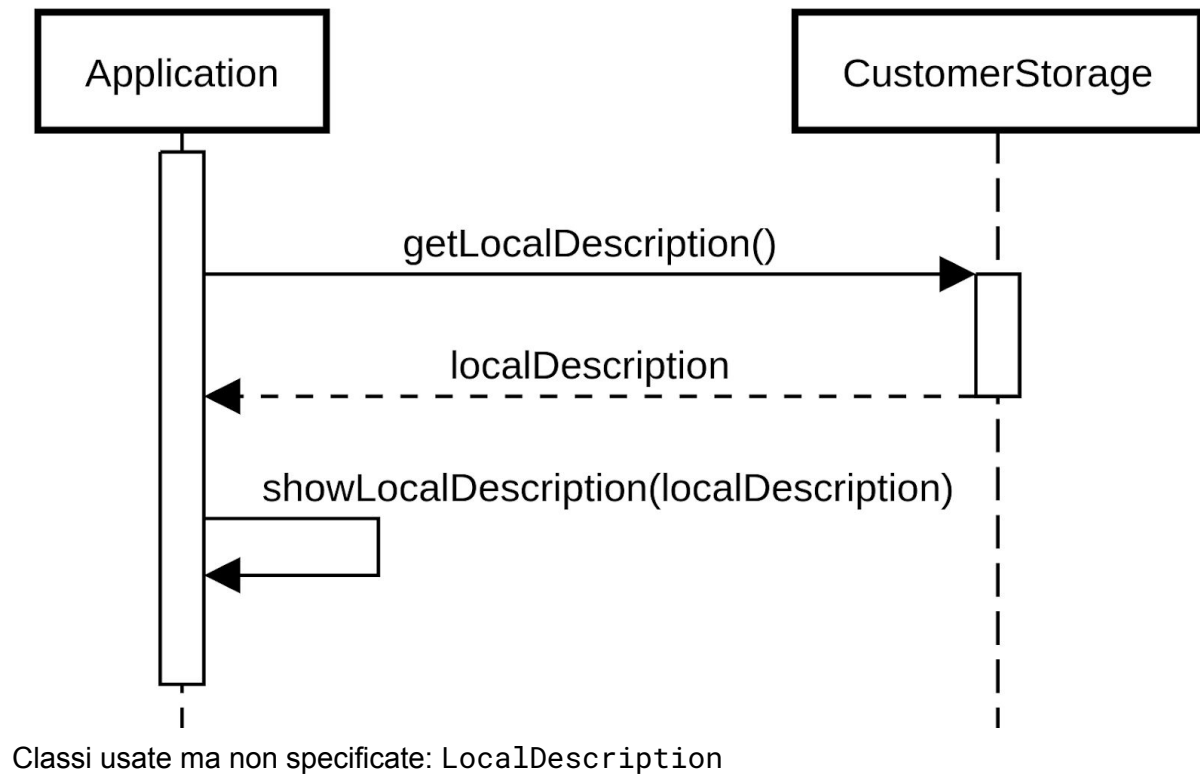 Application
CustomerStorage
getLocalDescription()
localDescription
showLocalDescription(localDescription)
Classi usate ma non specificate: LocalDescription